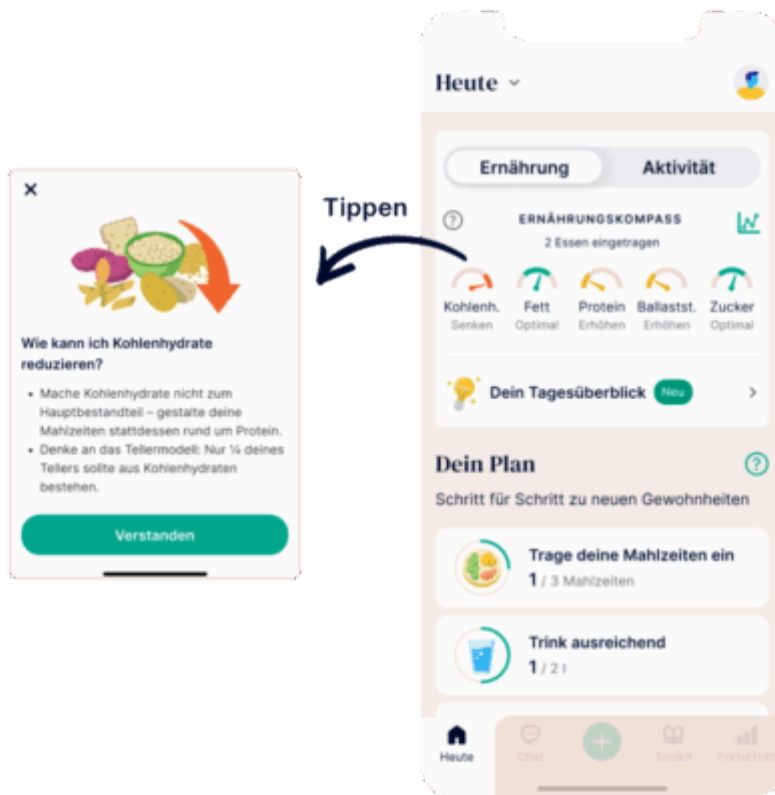 Heute
Ernährung Aktivität
Tippen
ERNÄHRUNGSKOMPASS
2 Essen eingetragen
Kohlenh. Fett Protein Ballastst. Zucker
Senken Optimal Erhöhen Erhöhen Optimal
Dein Tagesüberblick Neu
Dein Plan
Schritt für Schritt zu neuen Gewohnheiten
Trage deine Mahlzeiten ein
1 / 3 Mahlzeiten
Trink ausreichend
1 / 2 l
Heute Chat Toolkit Fortschritt
Wie kann ich Kohlenhydrate
reduzieren?
• Mache Kohlenhydrate nicht zum
Hauptbestandteil – gestalte deine
Mahlzeiten stattdessen rund um Protein.
• Denke an das Tellermodell: Nur ¼ deines
Tellers sollte aus Kohlenhydraten
bestehen.
Verstanden